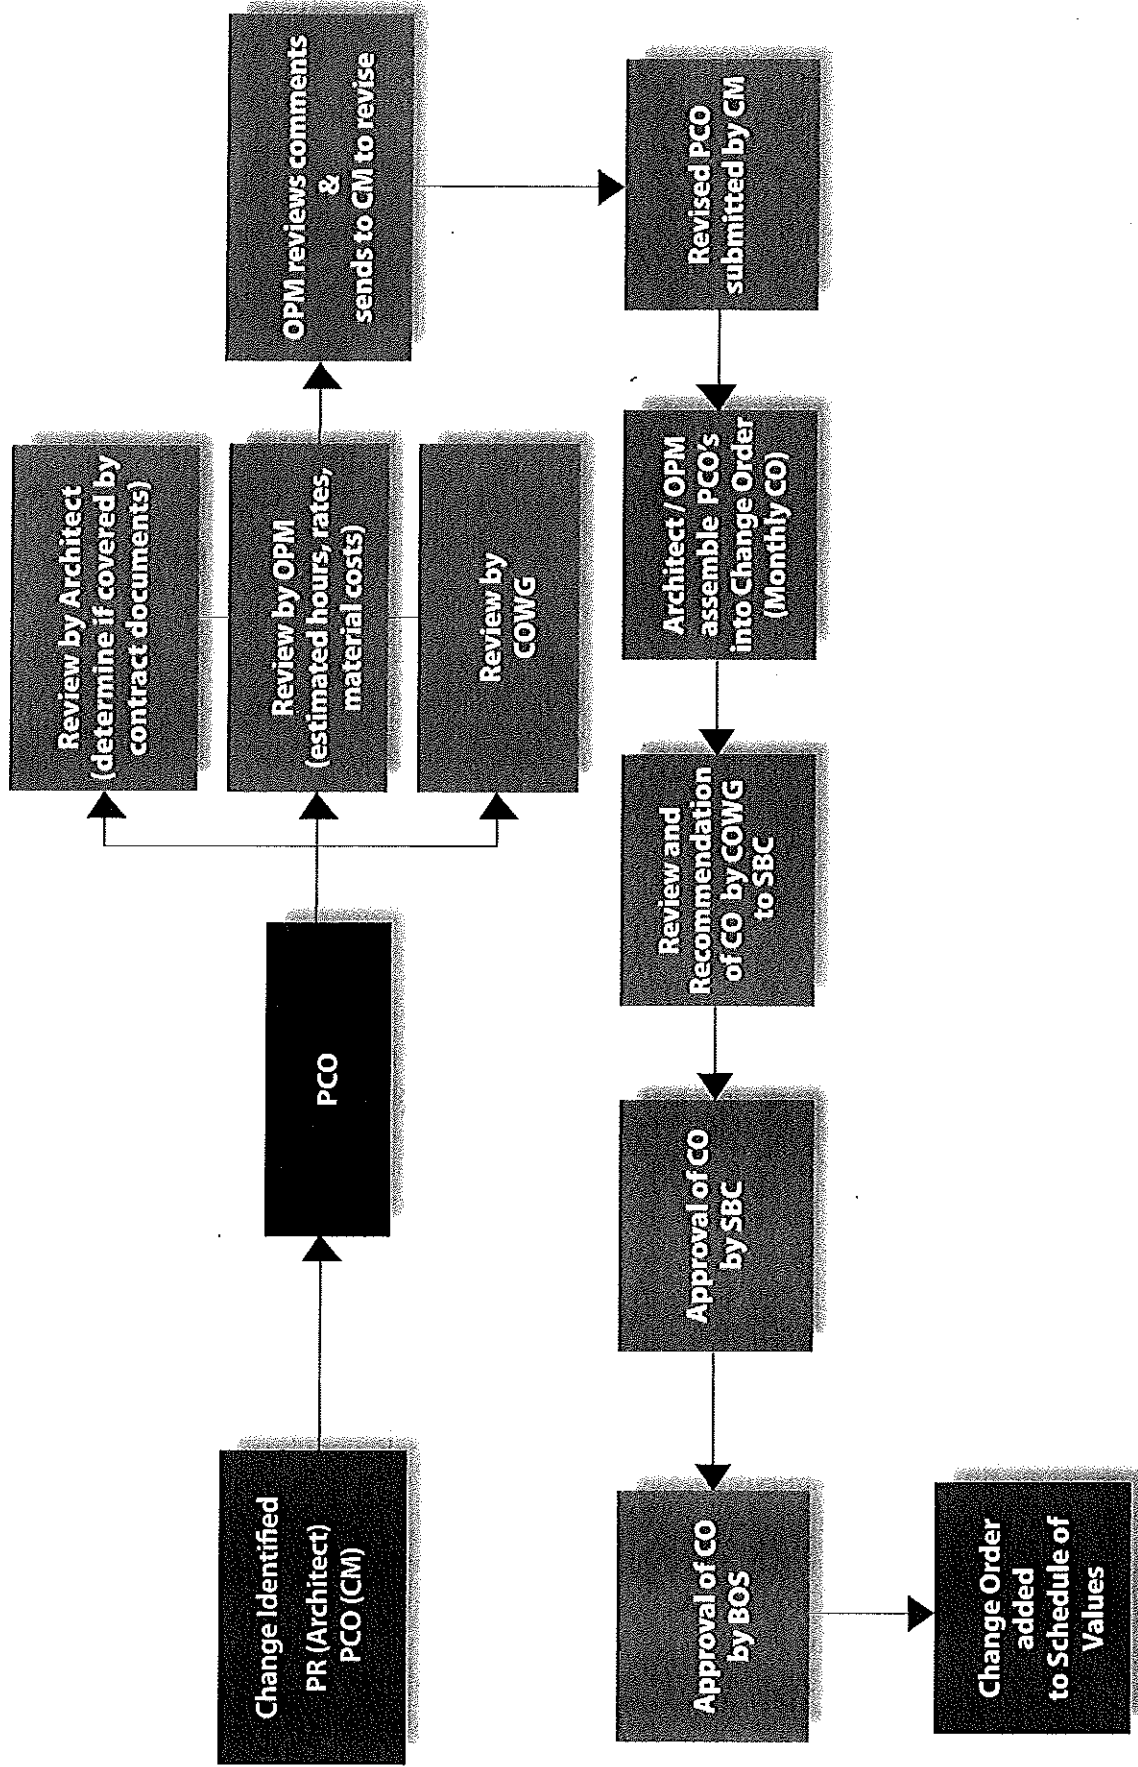 Change Identified
PR (Architect)
PCO (CM)
PCO
Review by Architect
(determine if covered by
contract documents)
Review by OPM
(estimated hours, rates,
material costs)
Review by
COWG
OPM reviews comments
&
sends to CM to revise
Revised PCO
submitted by CM
Architect / OPM
assemble PCO's
into Change Order
(Monthly CO)
Review and
Recommendation
of CO by COWG
to SBC
Approval of CO
by SBC
Approval of CO
by BOS
Change Order
added
to Schedule of
Values